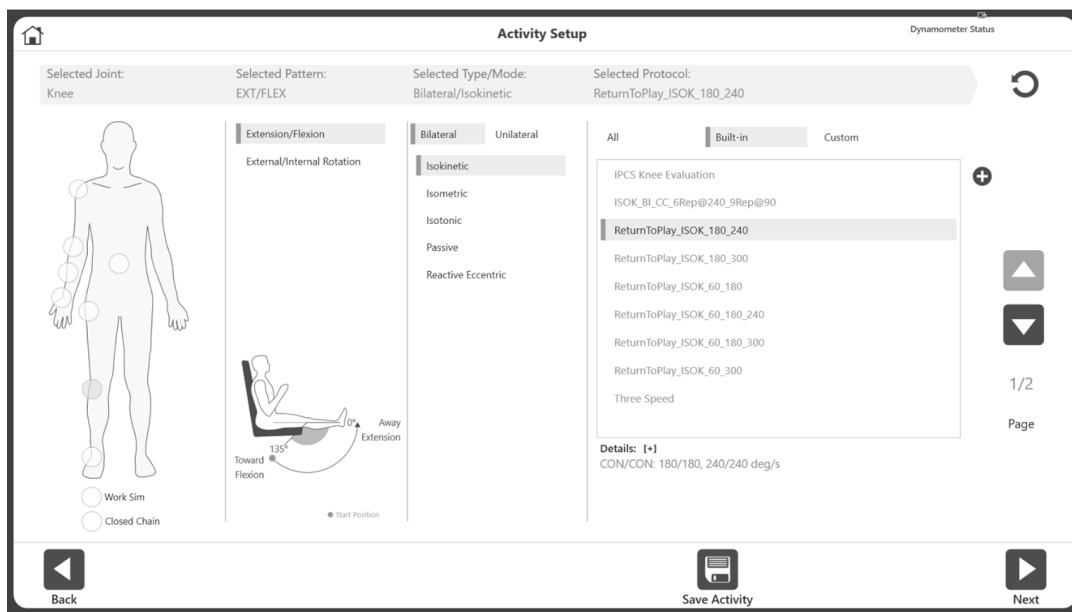 Activity Setup
Dynamometer Status
Selected Joint:
Knee
Selected Pattern:
EXT/FLEX
Selected Type/Mode:
Bilateral/Isokinetic
Selected Protocol:
ReturnToPlay_ISOK_180_240
Extension/Flexion
External/Internal Rotation
Bilateral
Unilateral
Isokinetic
Isometric
Isotonic
Passive
Reactive Eccentric
All
Built-in
Custom
IPCS Knee Evaluation
ISOK_BI_CC_6Rep@240_9Rep@90
ReturnToPlay_ISOK_180_240
ReturnToPlay_ISOK_180_300
ReturnToPlay_ISOK_60_180
ReturnToPlay_ISOK_60_180_240
ReturnToPlay_ISOK_60_180_300
ReturnToPlay_ISOK_60_300
Three Speed
1/2
Page
Details: [+]
CON/CON: 180/180, 240/240 deg/s
0°
Away
Extension
135°
Toward
Flexion
Start Position
Work Sim
Closed Chain
Back
Save Activity
Next